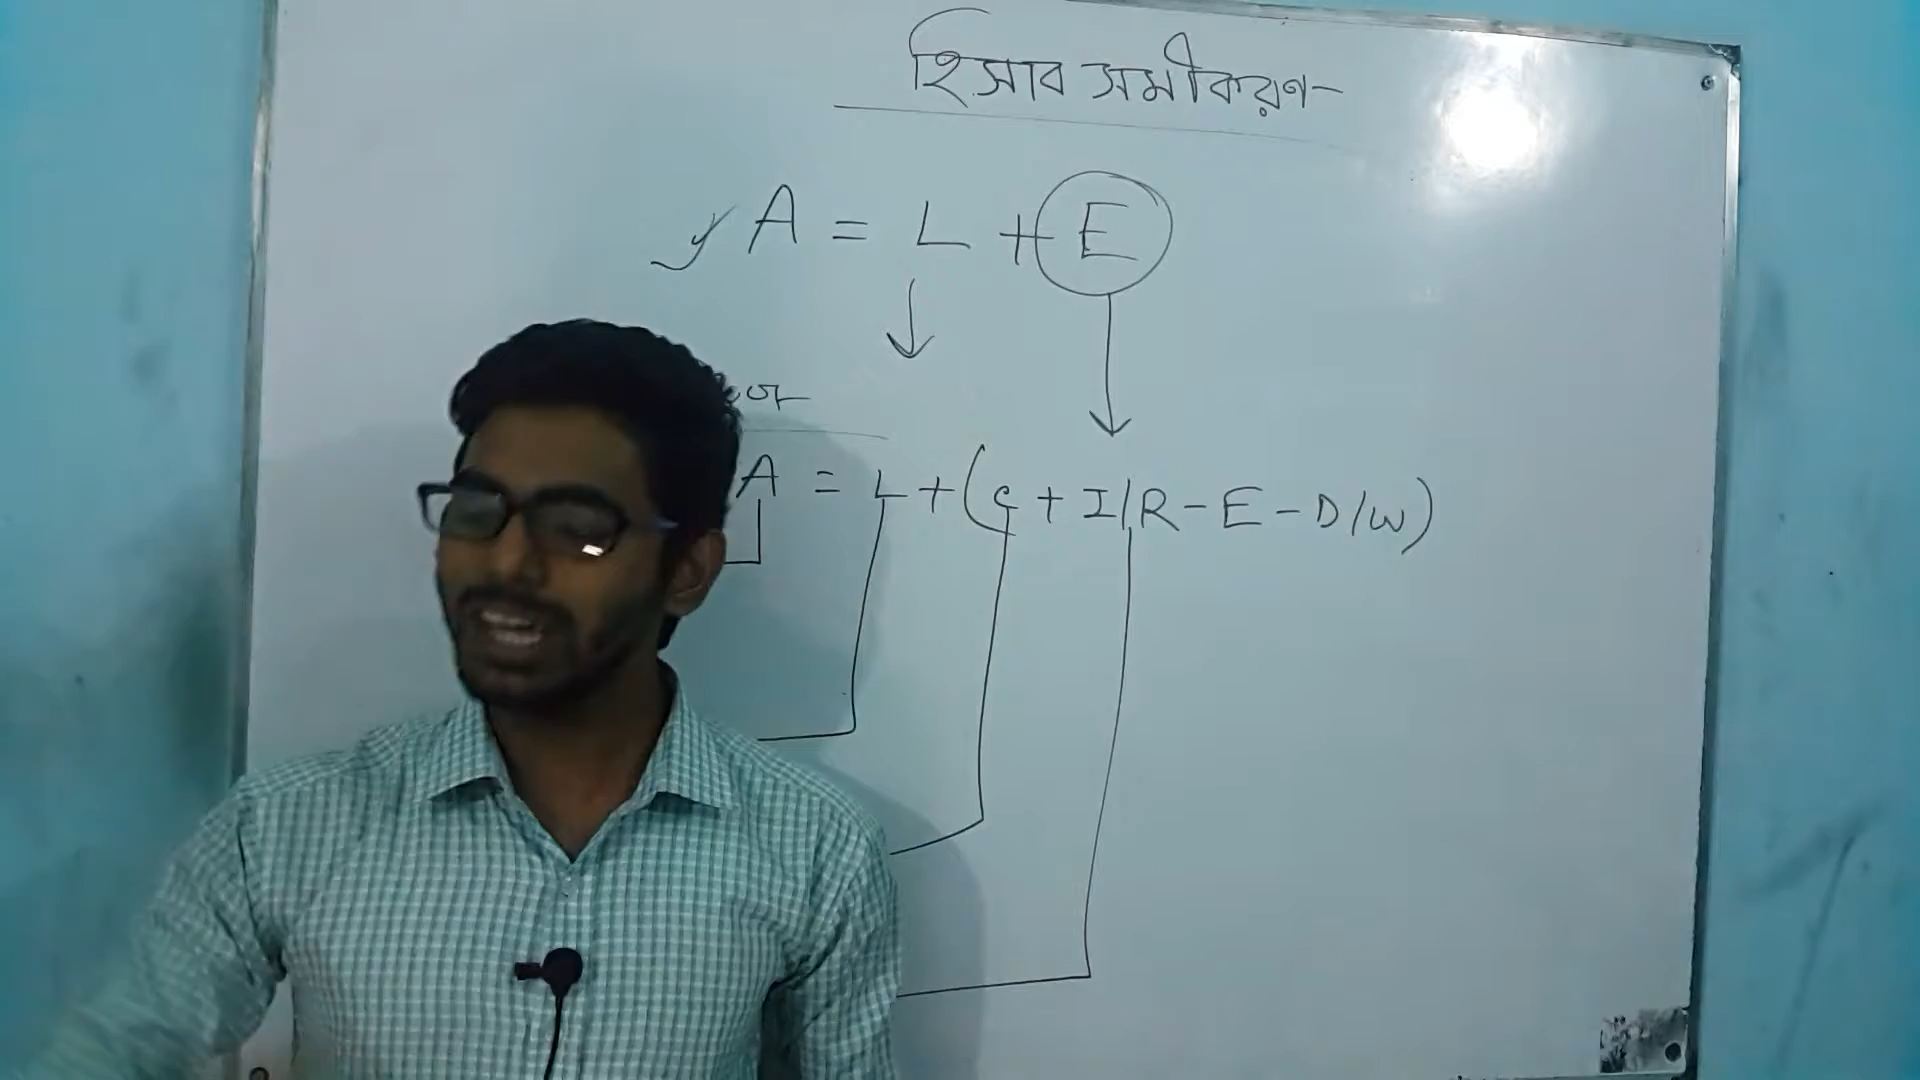 হিসাব সমীকরণ-
A = L + E
A = L + (C + I/R - E - D/W)